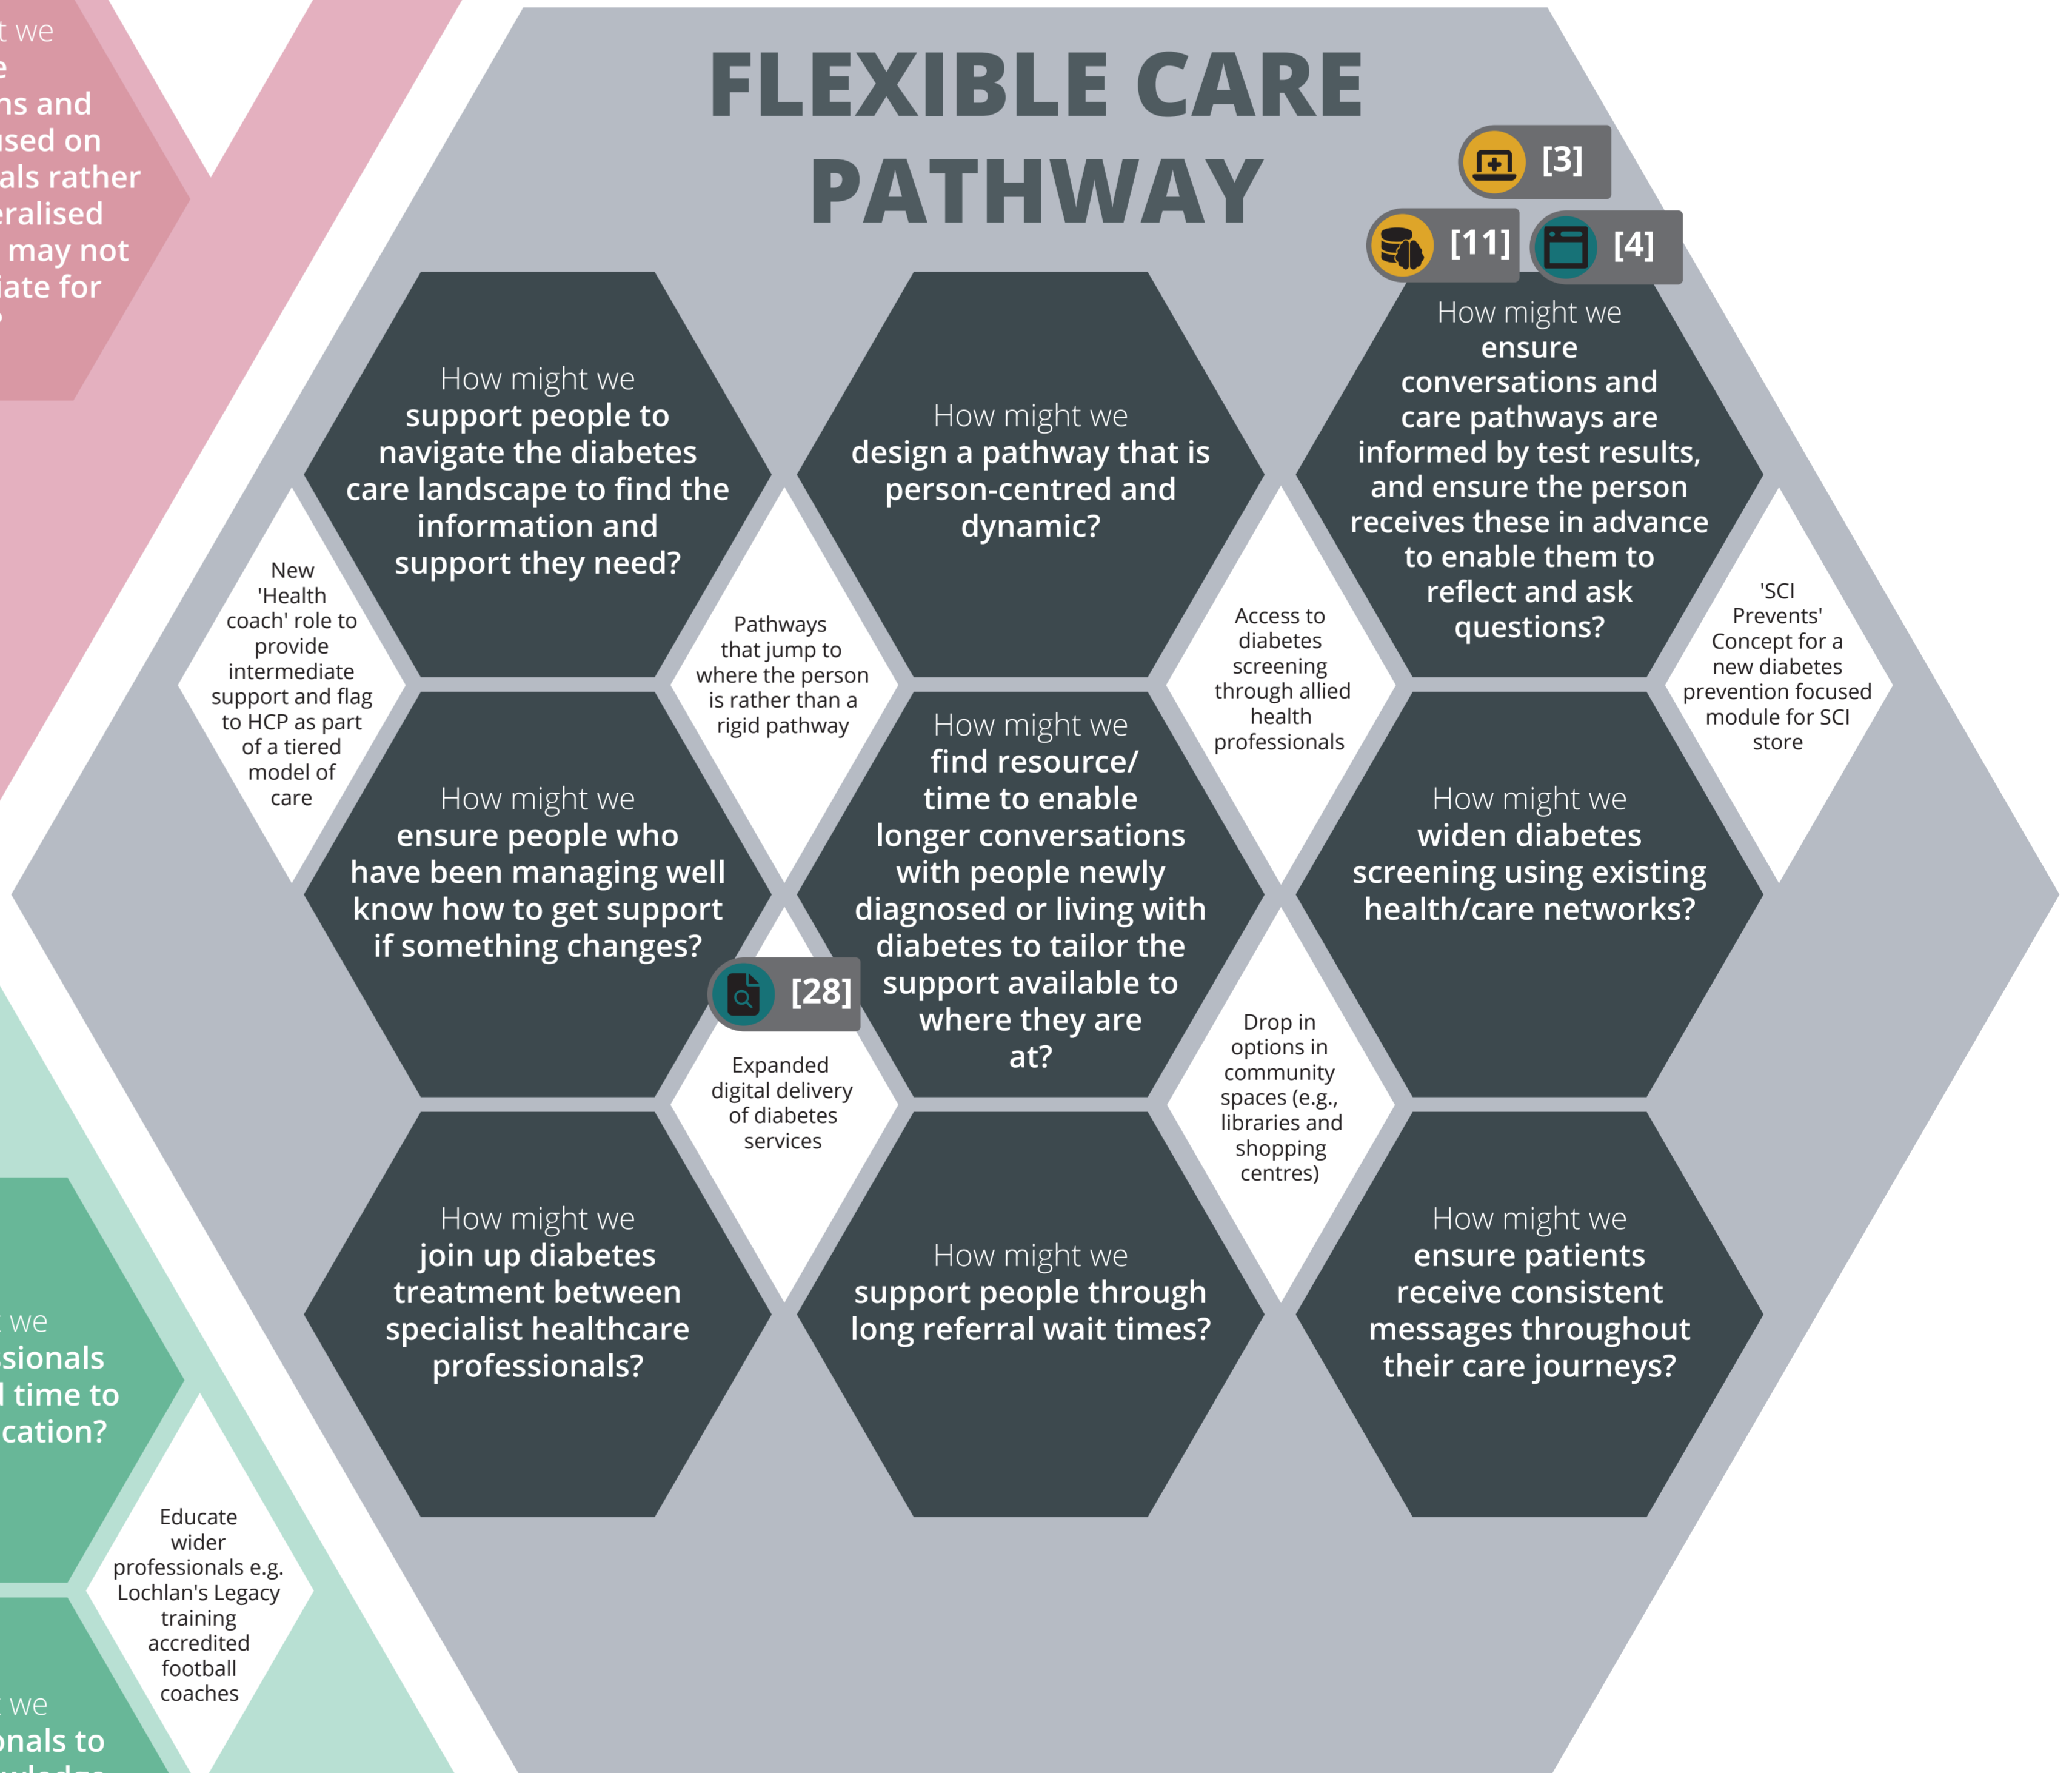 FLEXIBLE CARE
PATHWAY
[3]
[11]
[4]
How might we
support people to
navigate the diabetes
care landscape to find the
information and
support they need?
How might we
design a pathway that is
person-centred and
dynamic?
How might we
ensure
conversations and
care pathways are
informed by test results,
and ensure the person
receives these in advance
to enable them to
reflect and ask
questions?
New
'Health
coach' role to
provide
intermediate
support and flag
to HCP as part
of a tiered
model of
care
Pathways
that jump to
where the person
is rather than a
rigid pathway
Access to
diabetes
screening
through allied
health
professionals
'SCI
Prevents'
Concept for a
new diabetes
prevention focused
module for SCI
store
How might we
ensure people who
have been managing well
know how to get support
if something changes?
How might we
find resource/
time to enable
longer conversations
with people newly
diagnosed or living with
diabetes to tailor the
support available to
where they are
at?
How might we
widen diabetes
screening using existing
health/care networks?
[28]
Expanded
digital delivery
of diabetes
services
Drop in
options in
community
spaces (e.g.,
libraries and
shopping
centres)
How might we
join up diabetes
treatment between
specialist healthcare
professionals?
How might we
support people through
long referral wait times?
How might we
ensure patients
receive consistent
messages throughout
their care journeys?
we
and
on
rather
may not
for
we
time to
Educate
wider
professionals e.g.
Lochlan's Legacy
training
accredited
football
coaches
we
to